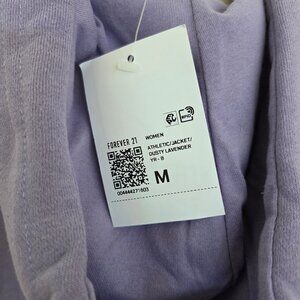 FOREVER 21
WOMEN
ATHLETIC/JACKET/
DUSTY LAVENDER
YR - B
M
RFID